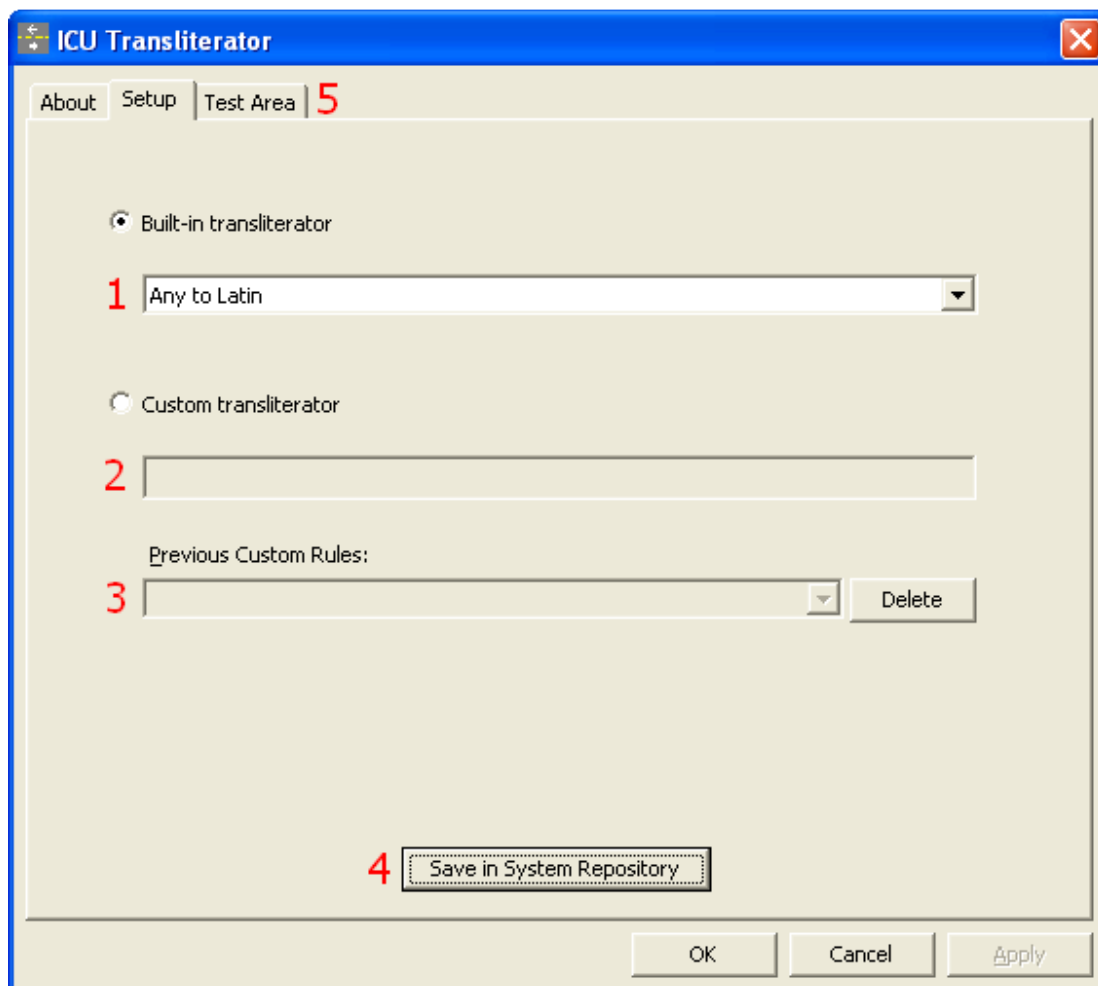 ICU Transliterator
About Setup Test Area 5
Built-in transliterator
1 Any to Latin
Custom transliterator
2
Previous Custom Rules:
3 Delete
4 Save in System Repository
OK Cancel Apply